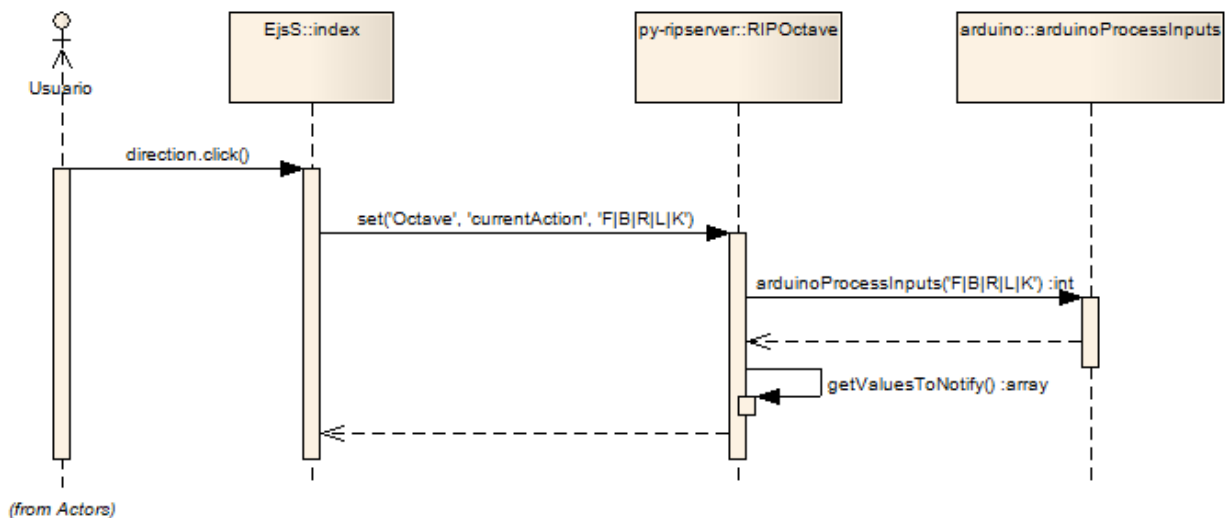 EjsS::index
py-ripserver::RIPOctave
arduino::arduinoProcessInputs
Usuario
direction.click()
set('Octave', 'currentAction', 'F|B|R|L|K')
arduinoProcessInputs('F|B|R|L|K') :int
getValuesToNotify() :array
(from Actors)